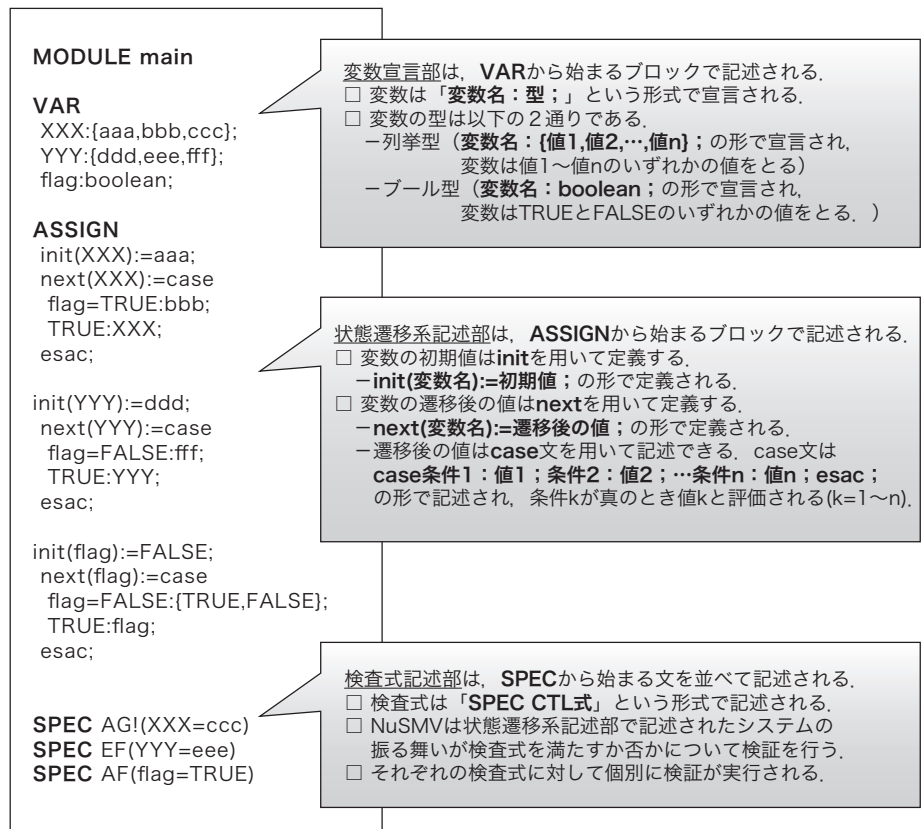 MODULE main
VAR
XXX:{aaa,bbb,ccc};
YYY:{ddd,eee,fff};
flag:boolean;
ASSIGN
init(XXX):=aaa;
next(XXX):=case
flag=TRUE:bbb;
TRUE:XXX;
esac;
init(YYY):=ddd;
next(YYY):=case
flag=FALSE:fff;
TRUE:YYY;
esac;
init(flag):=FALSE;
next(flag):=case
flag=FALSE:{TRUE,FALSE};
TRUE:flag;
esac;
SPEC AG!(XXX=ccc)
SPEC EF(YYY=eee)
SPEC AF(flag=TRUE)
変数宣言部は，VARから始まるブロックで記述される．
□ 変数は「変数名：型；」という形式で宣言される．
□ 変数の型は以下の２通りである．
－列挙型（変数名：{値1,値2,…,値n}；の形で宣言され，
変数は値1～値nのいずれかの値をとる）
－ブール型（変数名：boolean；の形で宣言され，
変数はTRUEとFALSEのいずれかの値をとる．）
状態遷移系記述部は，ASSIGNから始まるブロックで記述される．
□ 変数の初期値はinitを用いて定義する．
－init(変数名):=初期値；の形で定義される．
□ 変数の遷移後の値はnextを用いて定義する．
－next(変数名):=遷移後の値；の形で定義される．
－遷移後の値はcase文を用いて記述できる．case文は
case条件1：値1；条件2：値2；…条件n：値n；esac；
の形で記述され，条件kが真のとき値kと評価される(k=1～n)．
検査式記述部は，SPECから始まる文を並べて記述される．
□ 検査式は「SPEC CTL式」という形式で記述される．
□ NuSMVは状態遷移系記述部で記述されたシステムの
振る舞いが検査式を満たすか否かについて検証を行う．
□ それぞれの検査式に対して個別に検証が実行される．